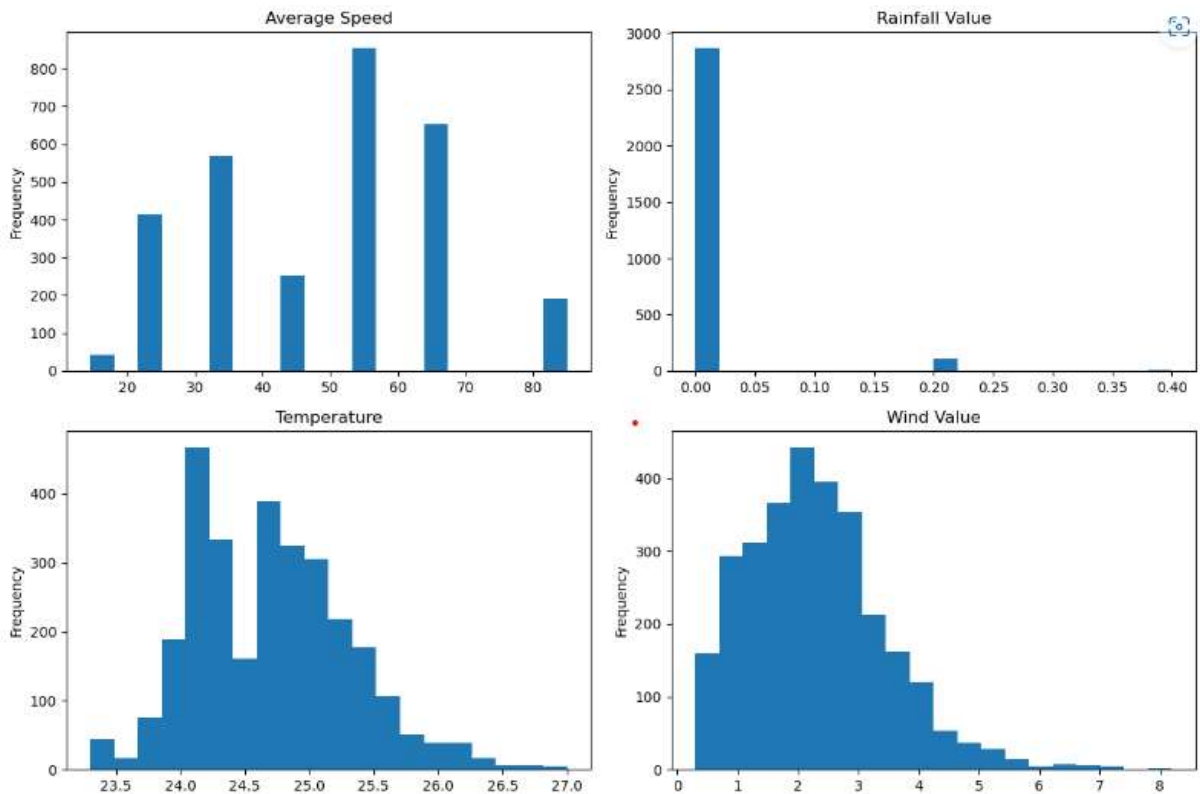 Average Speed
Frequency
800
700
600
500
400
300
200
100
0
20 30 40 50 60 70 80
Rainfall Value
Frequency
3000
2500
2000
1500
1000
500
0
0.00 0.05 0.10 0.15 0.20 0.25 0.30 0.35 0.40
Temperature
Frequency
400
300
200
100
0
23.5 24.0 24.5 25.0 25.5 26.0 26.5 27.0
Wind Value
Frequency
400
300
200
100
0
0 1 2 3 4 5 6 7 8